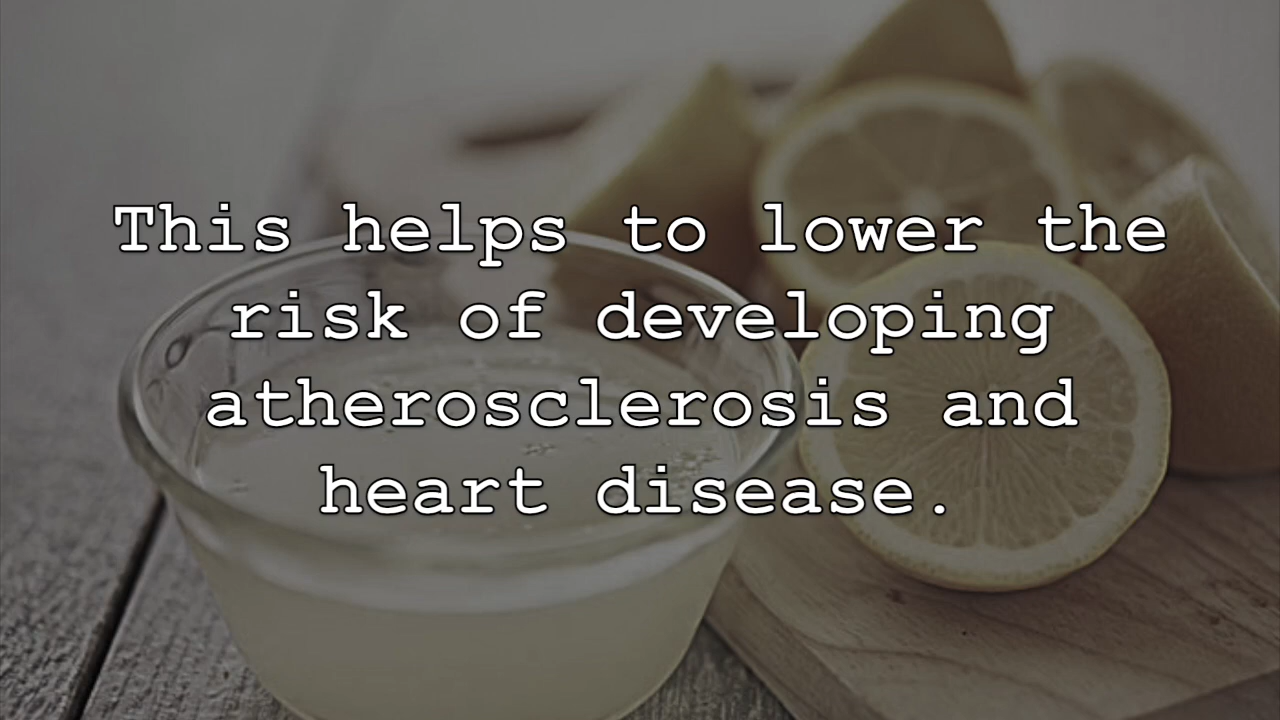 This helps to lower the
risk of developing
atherosclerosis and
heart disease.